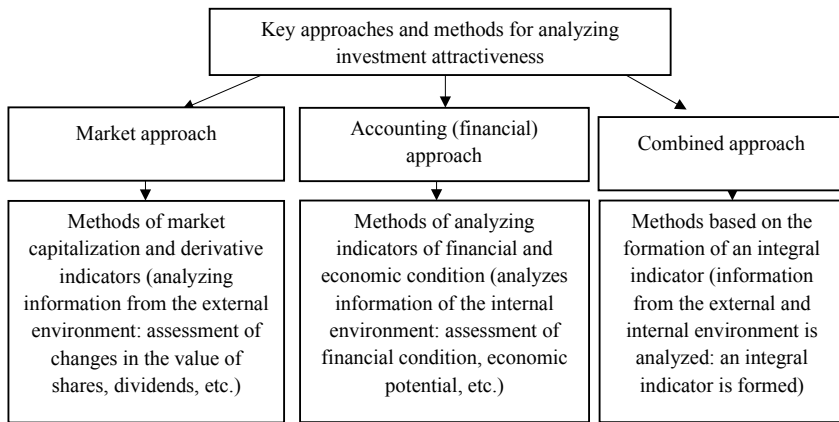 Key approaches and methods for analyzing
investment attractiveness
Market approach
Accounting (financial)
approach
Combined approach
Methods of market
capitalization and derivative
indicators (analyzing
information from the external
environment: assessment of
changes in the value of
shares, dividends, etc.)
Methods of analyzing
indicators of financial and
economic condition (analyzes
information of the internal
environment: assessment of
financial condition, economic
potential, etc.)
Methods based on the
formation of an integral
indicator (information
from the external and
internal environment is
analyzed: an integral
indicator is formed)